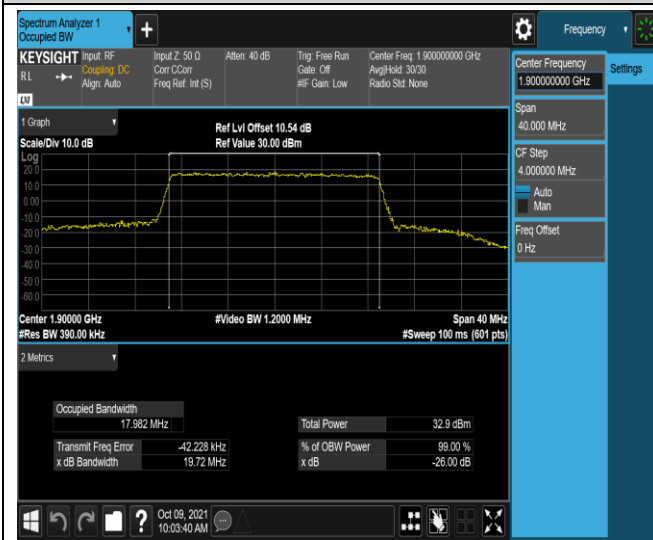 Spectrum Analyzer 1
Occupied BW
Frequency
KEYSIGHT
R L
LXI
Input: RF
Coupling: DC
Align: Auto
Input Z: 50 Ω
Corr CCorr
Freq Ref: Int (S)
Atten: 40 dB
Trig: Free Run
Gate: Off
#IF Gain: Low
Center Freq: 1.900000000 GHz
Avg|Hold: 30/30
Radio Std: None
Center Frequency
1.900000000 GHz
Settings
Span
40.000 MHz
CF Step
4.000000 MHz
Auto
Man
Freq Offset
0 Hz
1 Graph
Ref Lvl Offset 10.54 dB
Scale/Div 10.0 dB
Ref Value 30.00 dBm
Log
20.0
10.0
0.00
-10.0
-20.0
-30.0
-40.0
-50.0
-60.0
Center 1.90000 GHz
#Video BW 1.2000 MHz
Span 40 MHz
#Res BW 390.00 kHz
#Sweep 100 ms (601 pts)
2 Metrics
Occupied Bandwidth
17.982 MHz
Total Power 32.9 dBm
Transmit Freq Error -42.228 kHz
% of OBW Power 99.00 %
x dB Bandwidth 19.72 MHz
x dB -26.00 dB
?
Oct 09, 2021
10:03:40 AM